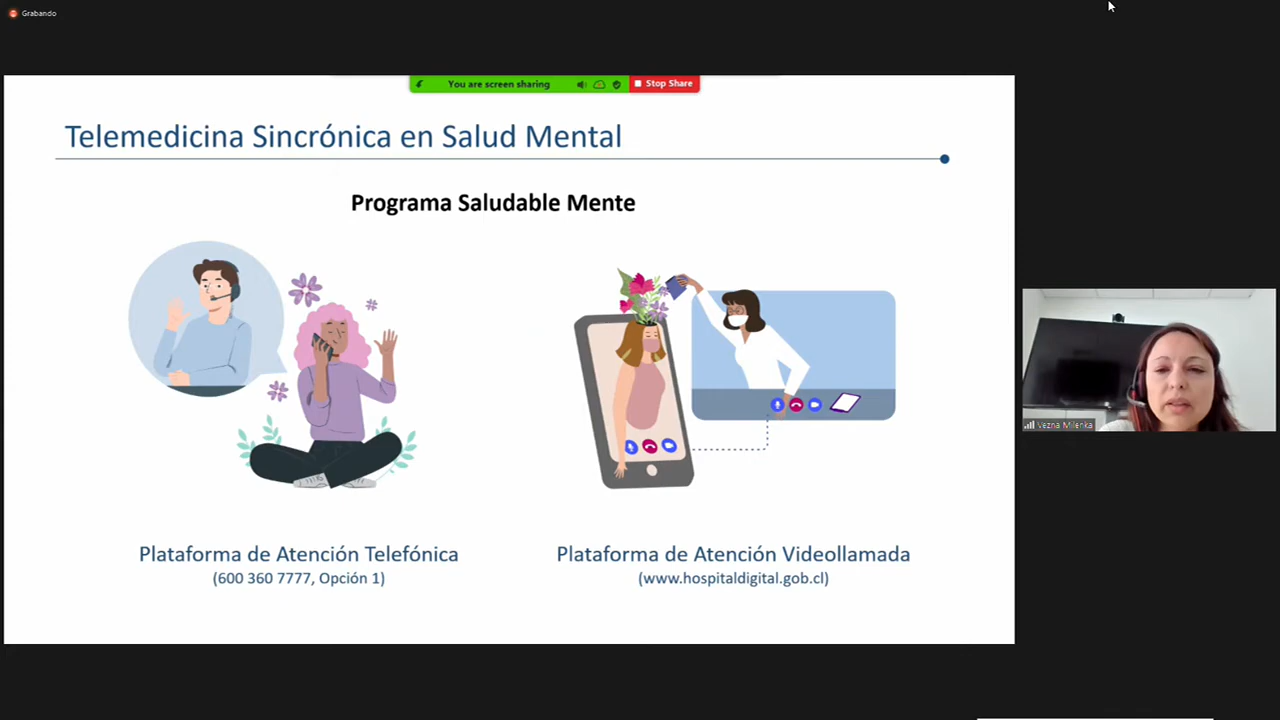 Grabando
You are screen sharing
Stop Share
Telemedicina Sincrónica en Salud Mental
Programa Saludable Mente
Plataforma de Atención Telefónica
(600 360 7777, Opción 1)
Plataforma de Atención Videollamada
(www.hospitaldigital.gob.cl)
Vezna Milenka